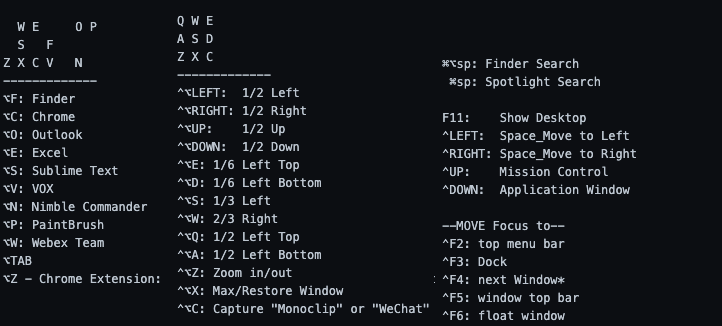 W E O P
S F
Z X C V N
-------------
⌥F: Finder
⌥C: Chrome
⌥O: Outlook
⌥E: Excel
⌥S: Sublime Text
⌥V: VOX
⌥N: Nimble Commander
⌥P: PaintBrush
⌥W: Webex Team
⌥TAB
⌥Z - Chrome Extension:
Q W E
A S D
Z X C
-------------
^⌥LEFT: 1/2 Left
^⌥RIGHT: 1/2 Right
^⌥UP: 1/2 Up
^⌥DOWN: 1/2 Down
^⌥E: 1/6 Left Top
^⌥D: 1/6 Left Bottom
^⌥S: 1/3 Left
^⌥W: 2/3 Right
^⌥Q: 1/2 Left Top
^⌥A: 1/2 Left Bottom
^⌥Z: Zoom in/out
^⌥X: Max/Restore Window
^⌥C: Capture "Monoclip" or "WeChat"
⌘⌥sp: Finder Search
⌘sp: Spotlight Search
F11: Show Desktop
^LEFT: Space_Move to Left
^RIGHT: Space_Move to Right
^UP: Mission Control
^DOWN: Application Window
--MOVE Focus to--
^F2: top menu bar
^F3: Dock
^F4: next Window*
^F5: window top bar
^F6: float window